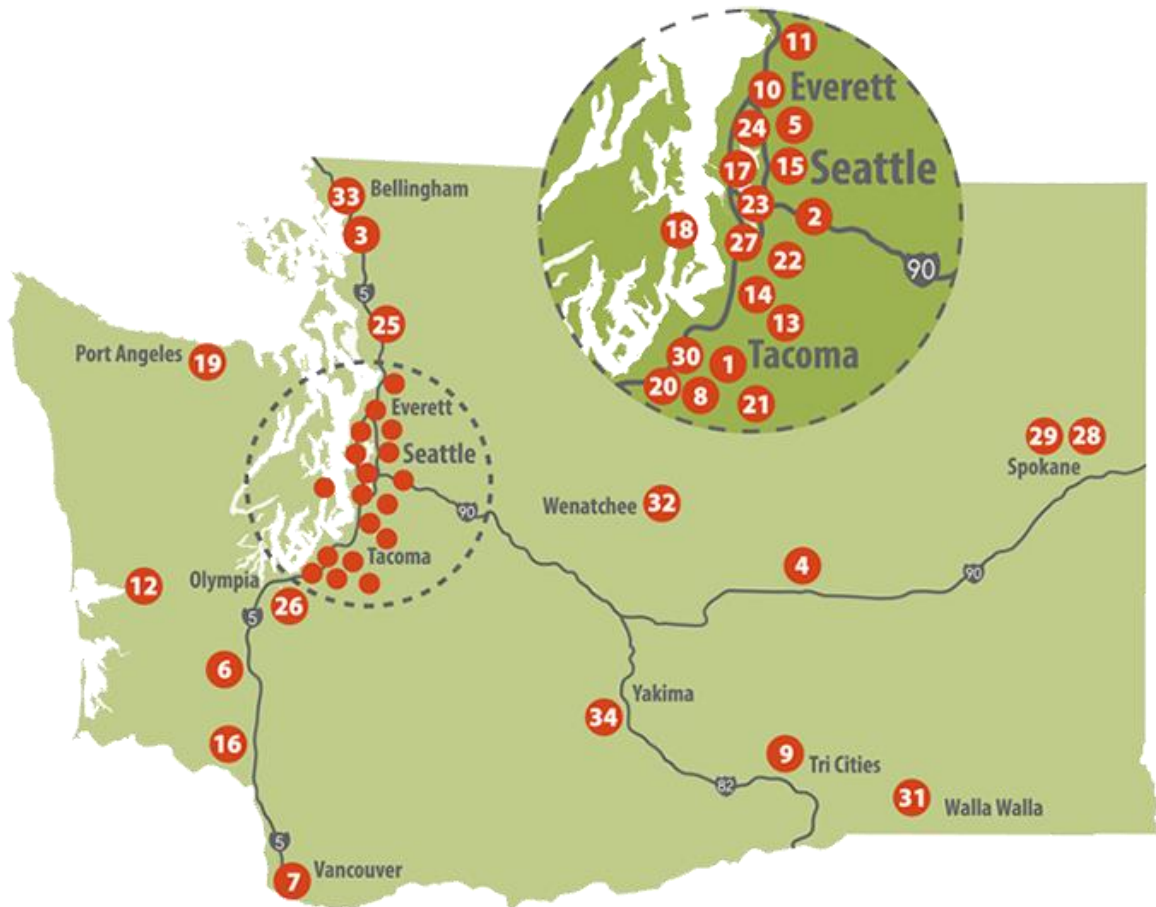 11
10 Everett
24 5
17 15 Seattle
23 2
18 27 22 90
14
13
30 1 Tacoma
20 8 21
33 Bellingham
3
5
25
Port Angeles 19
Everett
Seattle
90
Tacoma
Olympia
12
26
5
6
16
5
7 Vancouver
Wenatchee 32
29 28
Spokane
4
90
34 Yakima
9 Tri Cities
82
31 Walla Walla